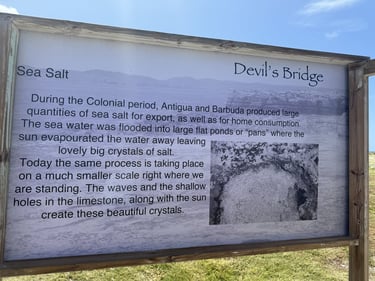 Sea Salt
Devil's Bridge
During the Colonial period, Antigua and Barbuda produced large
quantities of sea salt for export, as well as for home consumption.
The sea water was flooded into large flat ponds or "pans" where the
sun evapourated the water away leaving
lovely big crystals of salt.
Today the same process is taking place
on a much smaller scale right where we
are standing. The waves and the shallow
holes in the limestone, along with the sun
create these beautiful crystals.